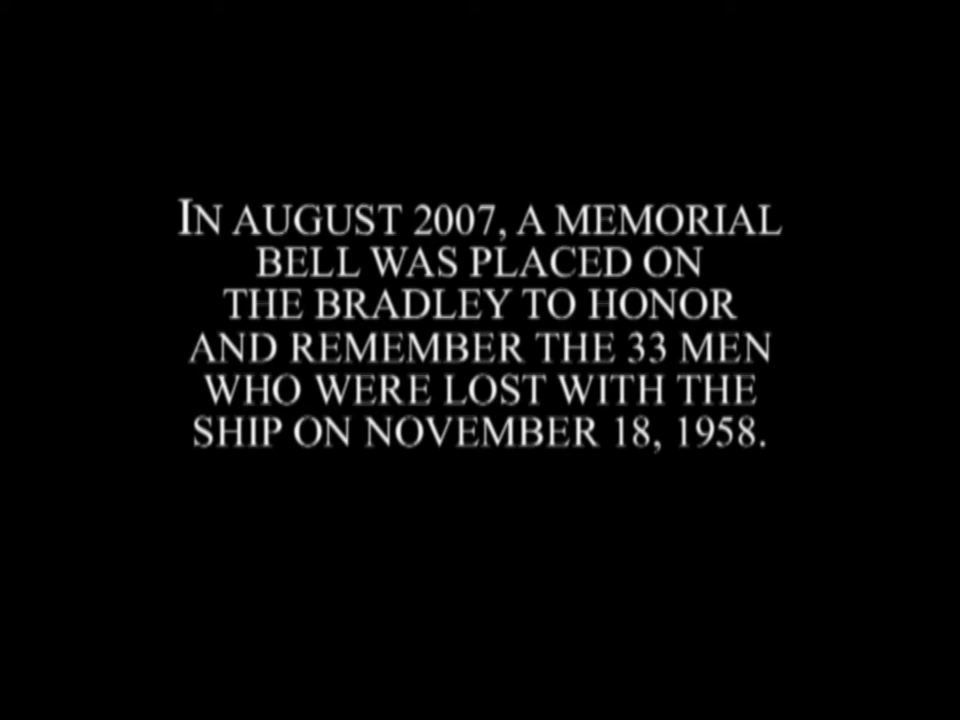 IN AUGUST 2007, A MEMORIAL
BELL WAS PLACED ON
THE BRADLEY TO HONOR
AND REMEMBER THE 33 MEN
WHO WERE LOST WITH THE
SHIP ON NOVEMBER 18, 1958.